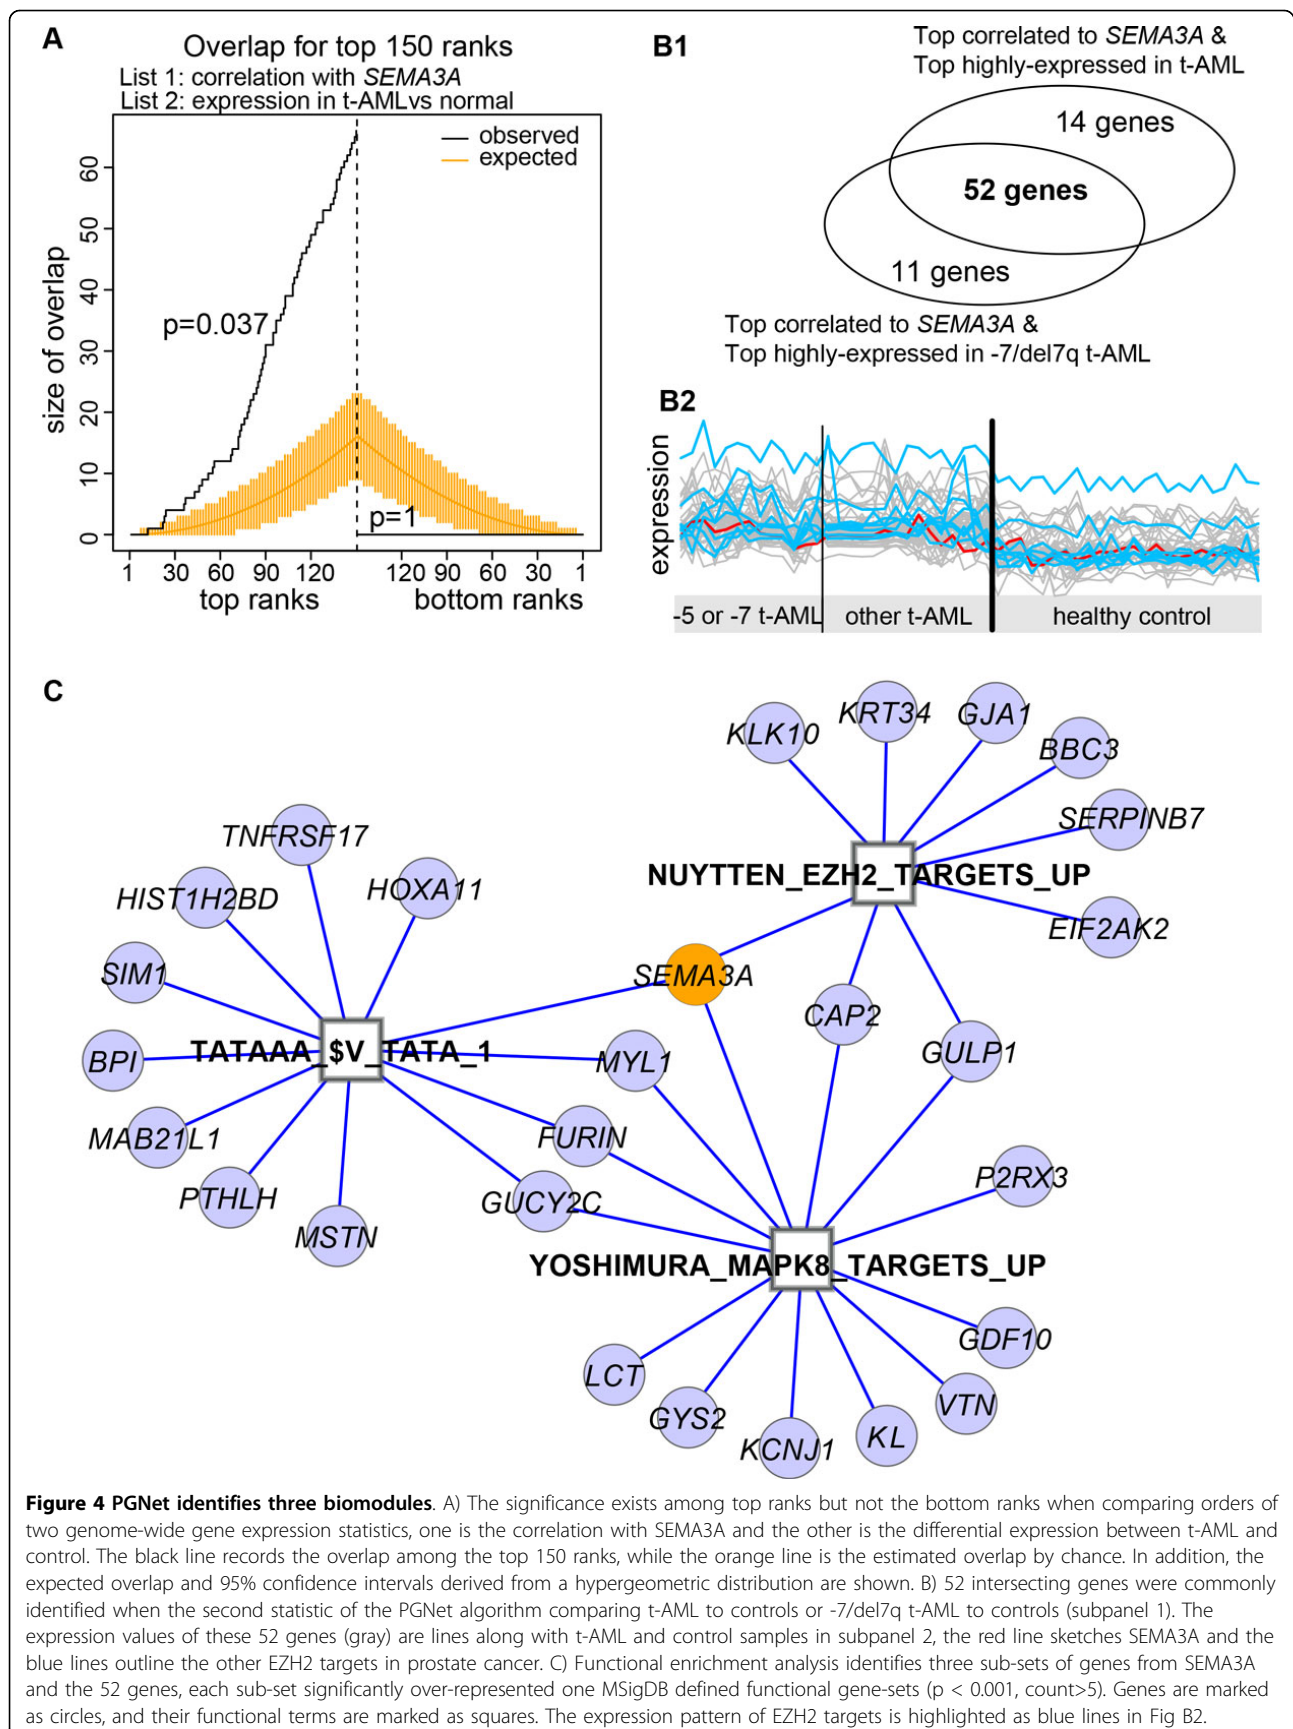 A
Overlap for top 150 ranks
List 1: correlation with SEMA3A
List 2: expression in t-AMLvs normal
observed
expected
size of overlap
0 10 20 30 40 50 60
p=0.037
p=1
1 30 60 90 120 120 90 60 30 1
top ranks bottom ranks
B1
Top correlated to SEMA3A &
Top highly-expressed in t-AML
14 genes
52 genes
11 genes
Top correlated to SEMA3A &
Top highly-expressed in -7/del7q t-AML
B2
expression
-5 or -7 t-AML other t-AML healthy control
C
KLK10
KRT34
GJA1
BBC3
SERPINB7
NUYTTEN_EZH2_TARGETS_UP
EIF2AK2
TNFRSF17
HIST1H2BD
HOXA11
SIM1
SEMA3A
CAP2
GULP1
BPI
TATAAA_$V_TATA_1
MYL1
MAB21L1
FURIN
PTHLH
GUCY2C
MSTN
P2RX3
YOSHIMURA_MAPK8_TARGETS_UP
GDF10
LCT
GYS2
KCNJ1
KL
VTN
Figure 4 PGNet identifies three biomodules. A) The significance exists among top ranks but not the bottom ranks when comparing orders of
two genome-wide gene expression statistics, one is the correlation with SEMA3A and the other is the differential expression between t-AML and
control. The black line records the overlap among the top 150 ranks, while the orange line is the estimated overlap by chance. In addition, the
expected overlap and 95% confidence intervals derived from a hypergeometric distribution are shown. B) 52 intersecting genes were commonly
identified when the second statistic of the PGNet algorithm comparing t-AML to controls or -7/del7q t-AML to controls (subpanel 1). The
expression values of these 52 genes (gray) are lines along with t-AML and control samples in subpanel 2, the red line sketches SEMA3A and the
blue lines outline the other EZH2 targets in prostate cancer. C) Functional enrichment analysis identifies three sub-sets of genes from SEMA3A
and the 52 genes, each sub-set significantly over-represented one MSigDB defined functional gene-sets (p < 0.001, count>5). Genes are marked
as circles, and their functional terms are marked as squares. The expression pattern of EZH2 targets is highlighted as blue lines in Fig B2.